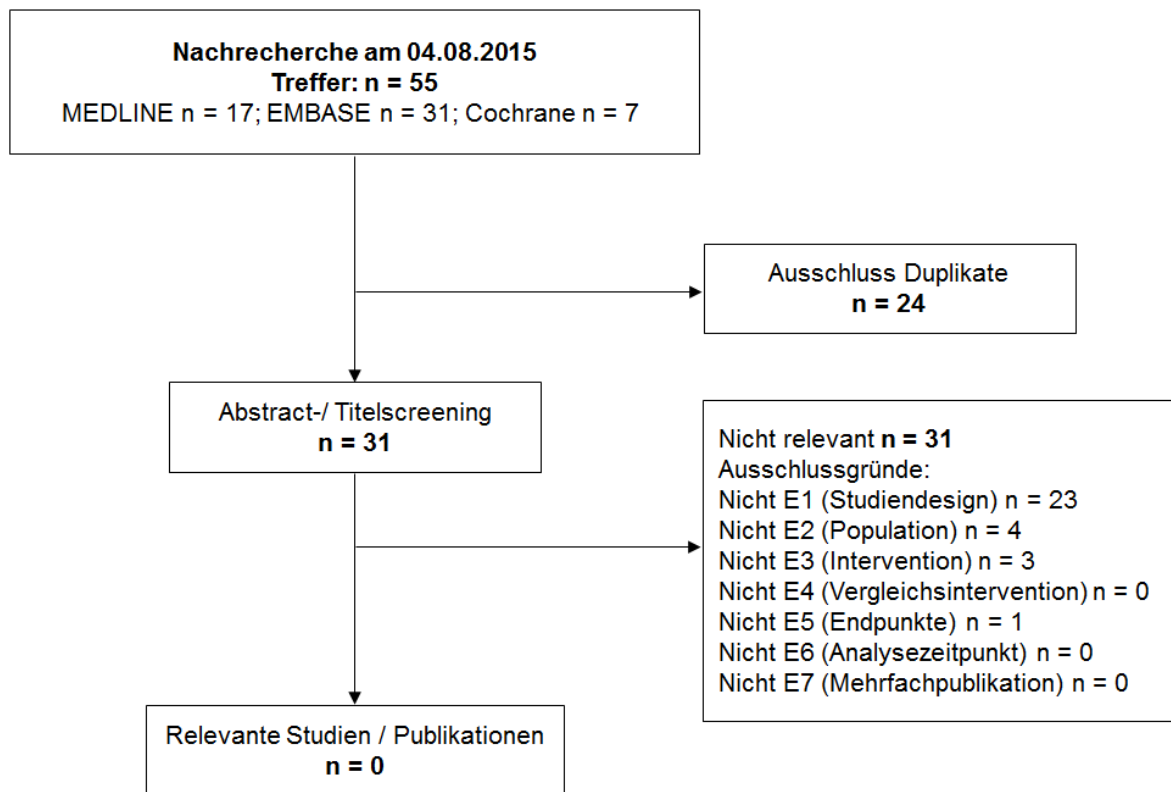 Nachrecherche am 04.08.2015
Treffer: n = 55
MEDLINE n = 17; EMBASE n = 31; Cochrane n = 7
Ausschluss Duplikate
n = 24
Abstract-/ Titelscreening
n = 31
Nicht relevant n = 31
Ausschlussgründe:
Nicht E1 (Studiendesign) n = 23
Nicht E2 (Population) n = 4
Nicht E3 (Intervention) n = 3
Nicht E4 (Vergleichsintervention) n = 0
Nicht E5 (Endpunkte) n = 1
Nicht E6 (Analysezeitpunkt) n = 0
Nicht E7 (Mehrfachpublikation) n = 0
Relevante Studien / Publikationen
n = 0